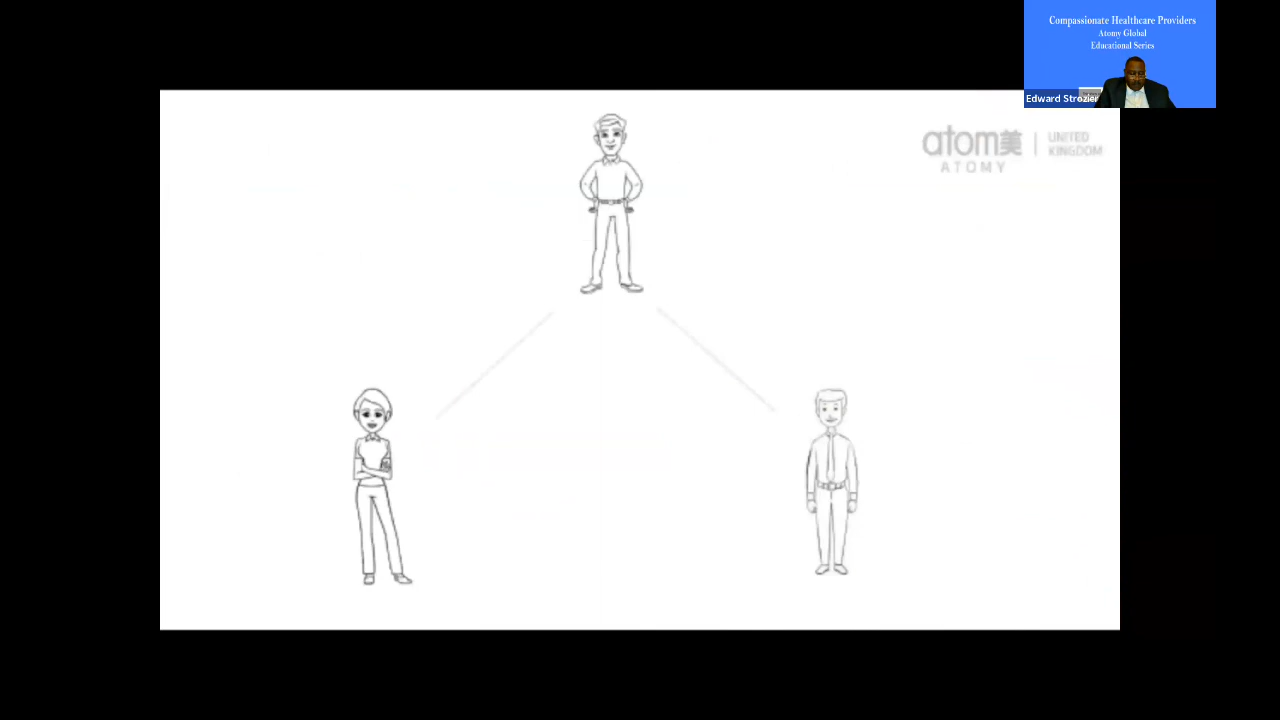 Compassionate Healthcare Providers
Atomy Global
Educational Series
Edward Strozier
atom美 | UNITED
KINGDOM
ATOMY